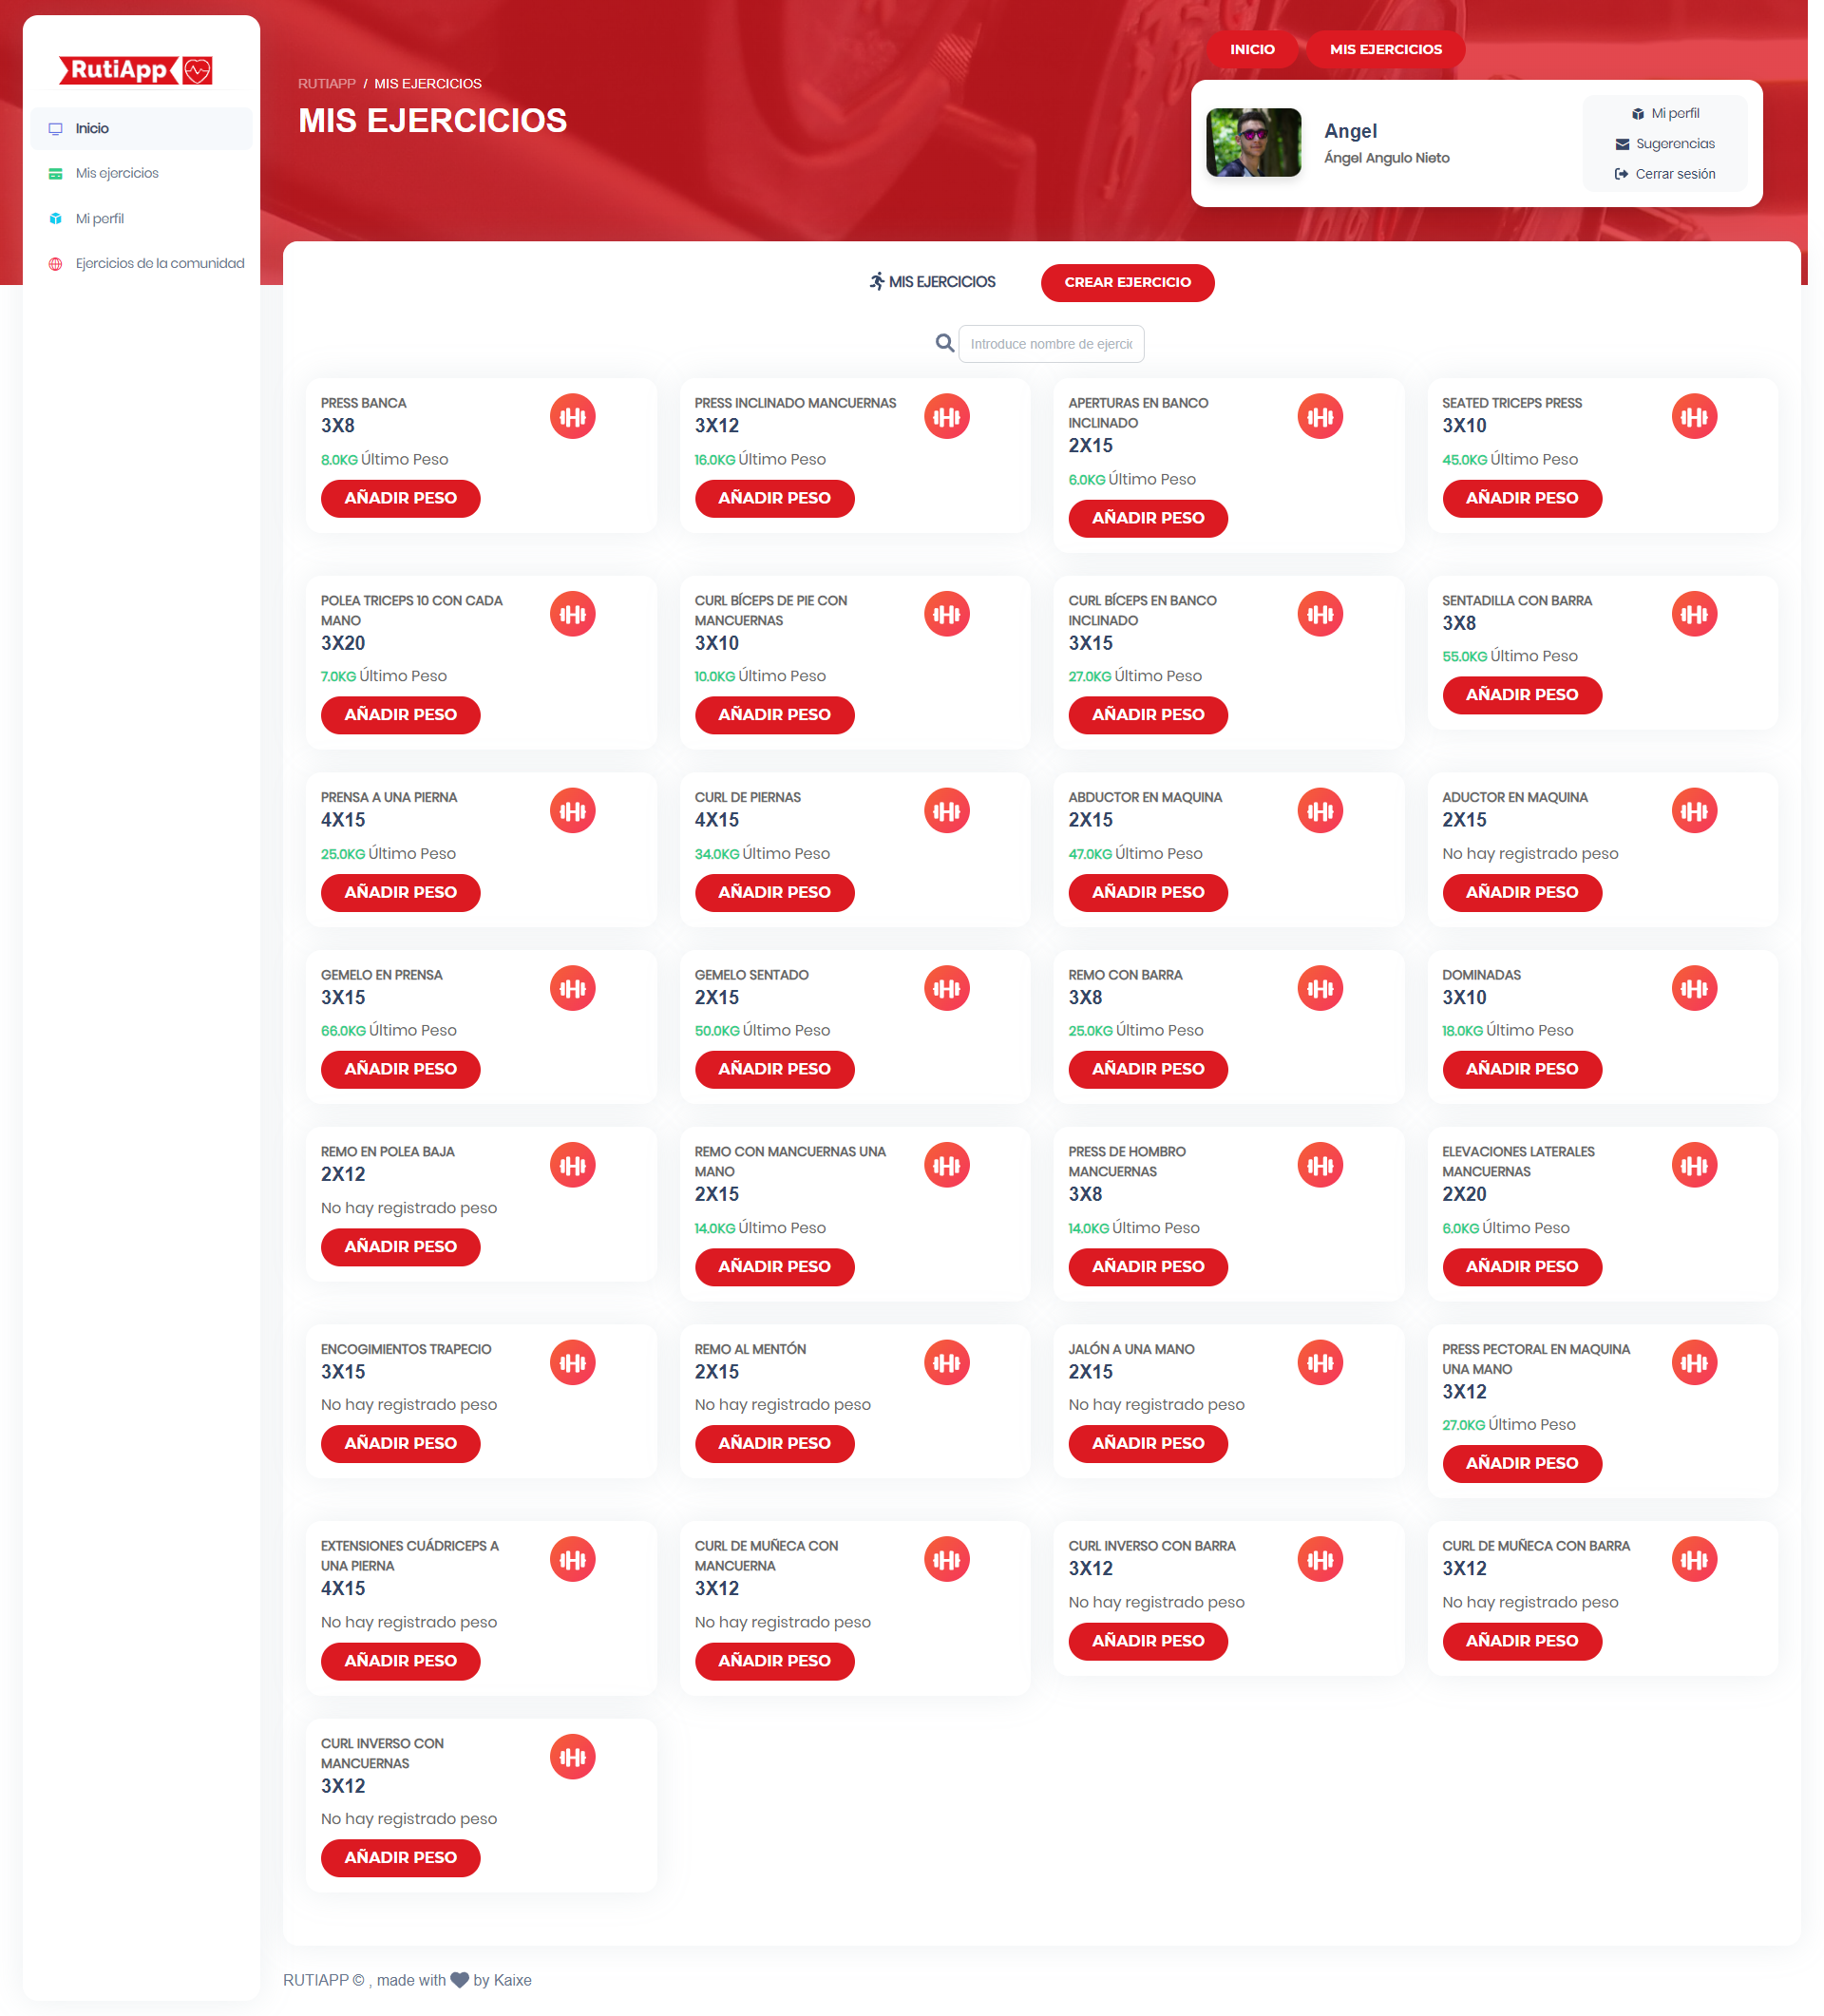 RutiApp
Inicio
Mis ejercicios
Mi perfil
Ejercicios de la comunidad
RUTIAPP / MIS EJERCICIOS
MIS EJERCICIOS
INICIO
MIS EJERCICIOS
Angel
Ángel Angulo Nieto
Mi perfil
Sugerencias
Cerrar sesión
MIS EJERCICIOS
CREAR EJERCICIO
Introduce nombre de ejerci
PRESS BANCA
3X8
8.0KG Último Peso
AÑADIR PESO
PRESS INCLINADO MANCUERNAS
3X12
16.0KG Último Peso
AÑADIR PESO
APERTURAS EN BANCO
INCLINADO
2X15
6.0KG Último Peso
AÑADIR PESO
SEATED TRICEPS PRESS
3X10
45.0KG Último Peso
AÑADIR PESO
POLEA TRICEPS 10 CON CADA
MANO
3X20
7.0KG Último Peso
AÑADIR PESO
CURL BÍCEPS DE PIE CON
MANCUERNAS
3X10
10.0KG Último Peso
AÑADIR PESO
CURL BÍCEPS EN BANCO
INCLINADO
3X15
27.0KG Último Peso
AÑADIR PESO
SENTADILLA CON BARRA
3X8
55.0KG Último Peso
AÑADIR PESO
PRENSA A UNA PIERNA
4X15
25.0KG Último Peso
AÑADIR PESO
CURL DE PIERNAS
4X15
34.0KG Último Peso
AÑADIR PESO
ABDUCTOR EN MAQUINA
2X15
47.0KG Último Peso
AÑADIR PESO
ADUCTOR EN MAQUINA
2X15
No hay registrado peso
AÑADIR PESO
GEMELO EN PRENSA
3X15
66.0KG Último Peso
AÑADIR PESO
GEMELO SENTADO
2X15
50.0KG Último Peso
AÑADIR PESO
REMO CON BARRA
3X8
25.0KG Último Peso
AÑADIR PESO
DOMINADAS
3X10
18.0KG Último Peso
AÑADIR PESO
REMO EN POLEA BAJA
2X12
No hay registrado peso
AÑADIR PESO
REMO CON MANCUERNAS UNA
MANO
2X15
14.0KG Último Peso
AÑADIR PESO
PRESS DE HOMBRO
MANCUERNAS
3X8
14.0KG Último Peso
AÑADIR PESO
ELEVACIONES LATERALES
MANCUERNAS
2X20
6.0KG Último Peso
AÑADIR PESO
ENCOGIMIENTOS TRAPECIO
3X15
No hay registrado peso
AÑADIR PESO
REMO AL MENTÓN
2X15
No hay registrado peso
AÑADIR PESO
JALÓN A UNA MANO
2X15
No hay registrado peso
AÑADIR PESO
PRESS PECTORAL EN MAQUINA
UNA MANO
3X12
27.0KG Último Peso
AÑADIR PESO
EXTENSIONES CUÁDRICEPS A
UNA PIERNA
4X15
No hay registrado peso
AÑADIR PESO
CURL DE MUÑECA CON
MANCUERNA
3X12
No hay registrado peso
AÑADIR PESO
CURL INVERSO CON BARRA
3X12
No hay registrado peso
AÑADIR PESO
CURL DE MUÑECA CON BARRA
3X12
No hay registrado peso
AÑADIR PESO
CURL INVERSO CON
MANCUERNAS
3X12
No hay registrado peso
AÑADIR PESO
RUTIAPP © , made with by Kaixe